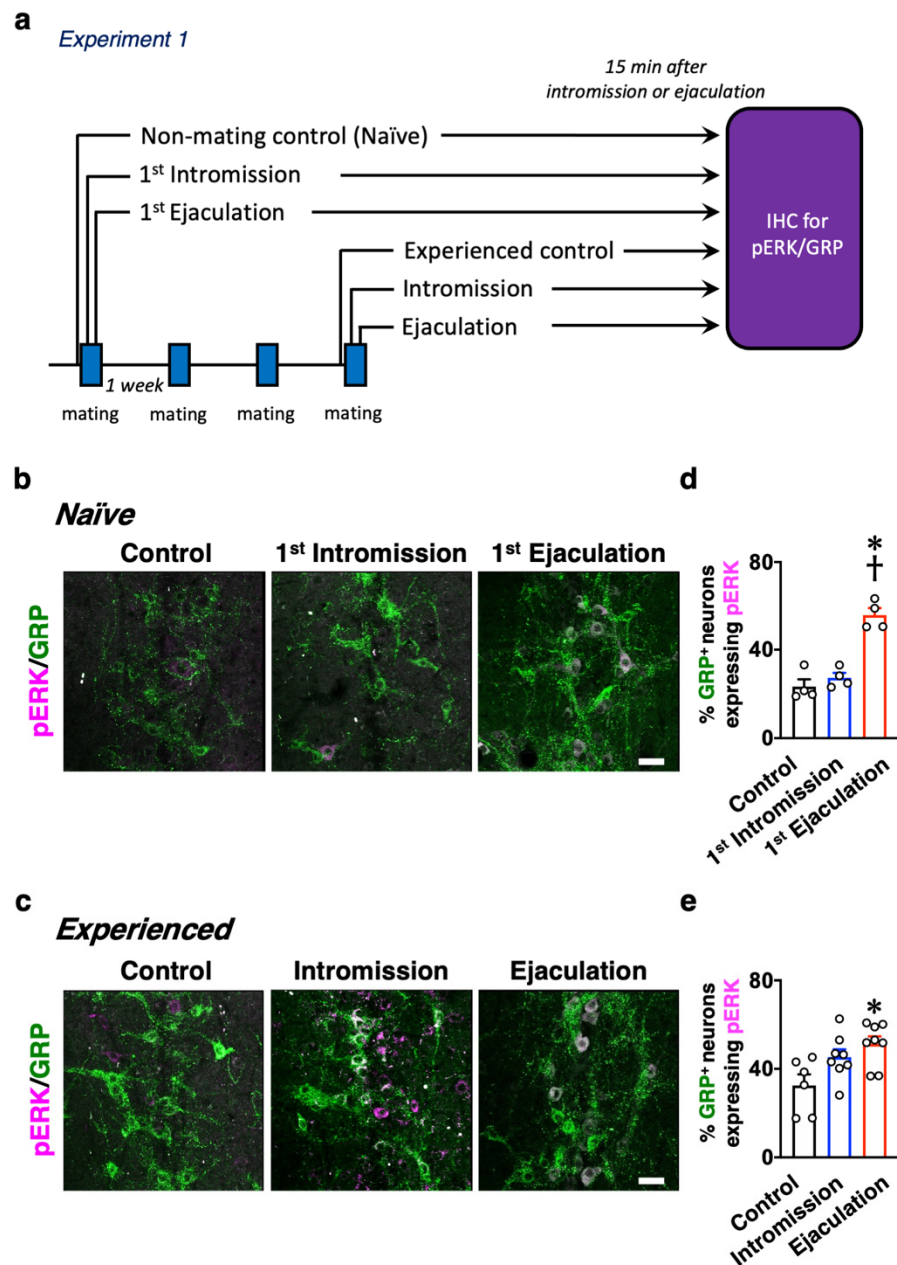 a
Experiment 1
15 min after
intromission or ejaculation
Non-mating control (Naïve)
1st Intromission
1st Ejaculation
Experienced control
Intromission
Ejaculation
IHC for
pERK/GRP
1 week
mating
mating
mating
mating
b
Naïve
Control
1st Intromission
1st Ejaculation
pERK/GRP
d
% GRP+ neurons
expressing pERK
80
40
0
*
†
Control
1st Intromission
1st Ejaculation
c
Experienced
Control
Intromission
Ejaculation
pERK/GRP
e
% GRP+ neurons
expressing pERK
80
40
0
*
Control
Intromission
Ejaculation